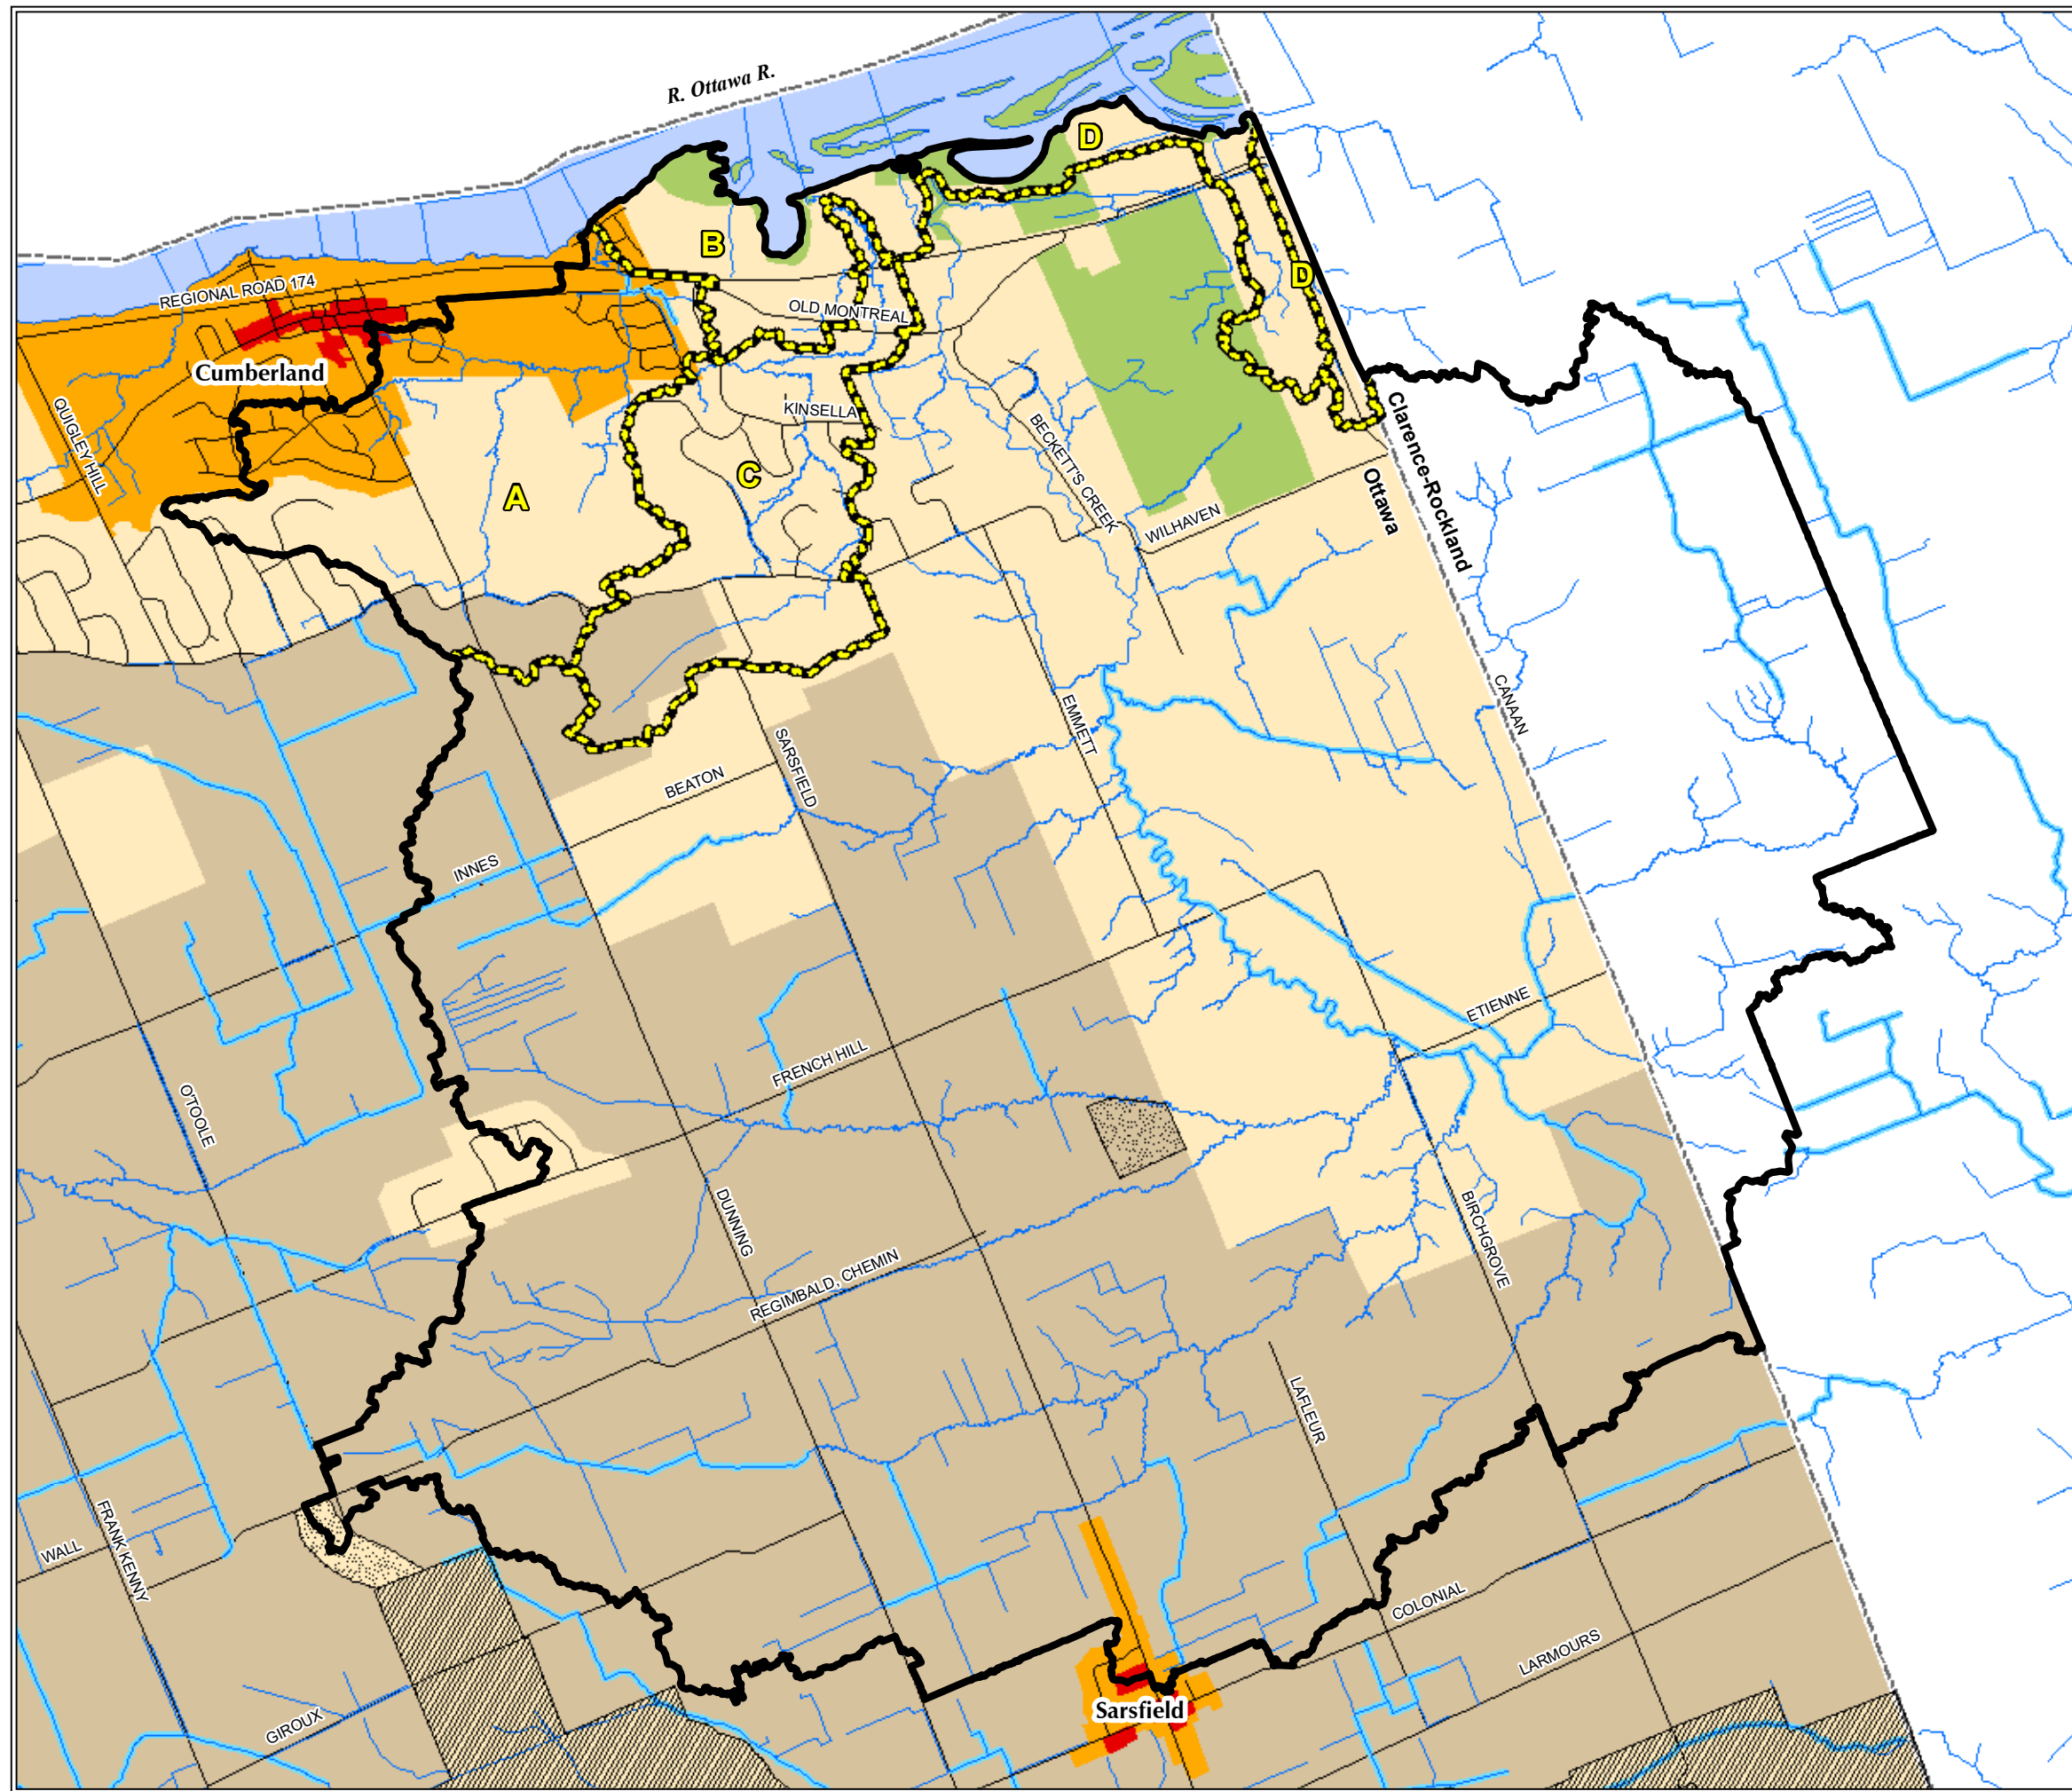 R. Ottawa R.
D
B
D
REGIONAL ROAD 174
OLD MONTREAL
Cumberland
QUIGLEY HILL
KINSELLA
BECKETT'S CREEK
Clarence-Rockland
Ottawa
C
A
WILHAVEN
CANAAN
EMMETT
SARSFIELD
BEATON
INNES
ETIENNE
FRENCH HILL
O'TOOLE
DUNNING
BIRCHGROVE
REGIMBALD, CHEMIN
LAFLEUR
FRANK KENNY
WALL
COLONIAL
LARMOURS
Sarsfield
GIROUX